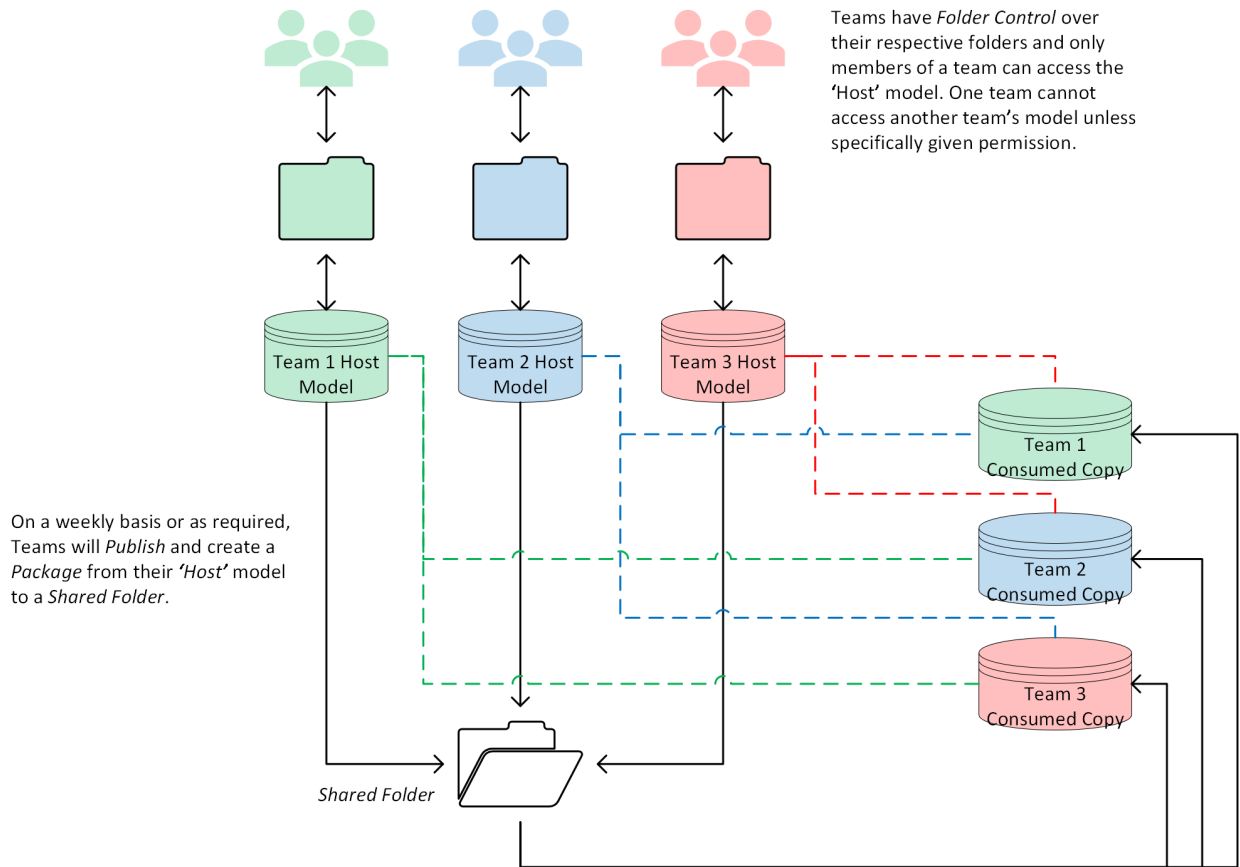 Teams have Folder Control over
their respective folders and only
members of a team can access the
‘Host’ model. One team cannot
access another team’s model unless
specifically given permission.
Team 1 Host
Model
Team 2 Host
Model
Team 3 Host
Model
Team 1
Consumed Copy
On a weekly basis or as required,
Teams will Publish and create a
Package from their ‘Host’ model
to a Shared Folder.
Team 2
Consumed Copy
Team 3
Consumed Copy
Shared Folder